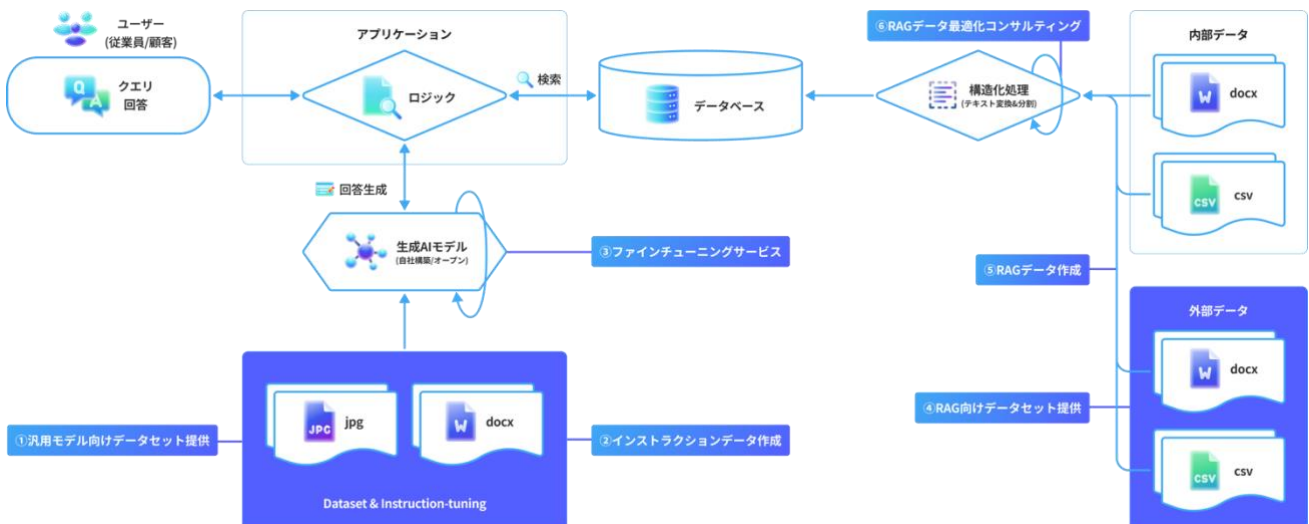 ユーザー
(従業員/顧客)
クエリ
回答
アプリケーション
ロジック
検索
データベース
⑥RAGデータ最適化コンサルティング
構造化処理
(テキスト変換&分割)
内部データ
docx
csv
回答生成
生成AIモデル
(自社構築/オープン)
③ファインチューニングサービス
⑤RAGデータ作成
外部データ
docx
csv
④RAG向けデータセット提供
①汎用モデル向けデータセット提供
JPG
jpg
W
docx
②インストラクションデータ作成
Dataset & Instruction-tuning
Q
A
W
CSV
W
CSV